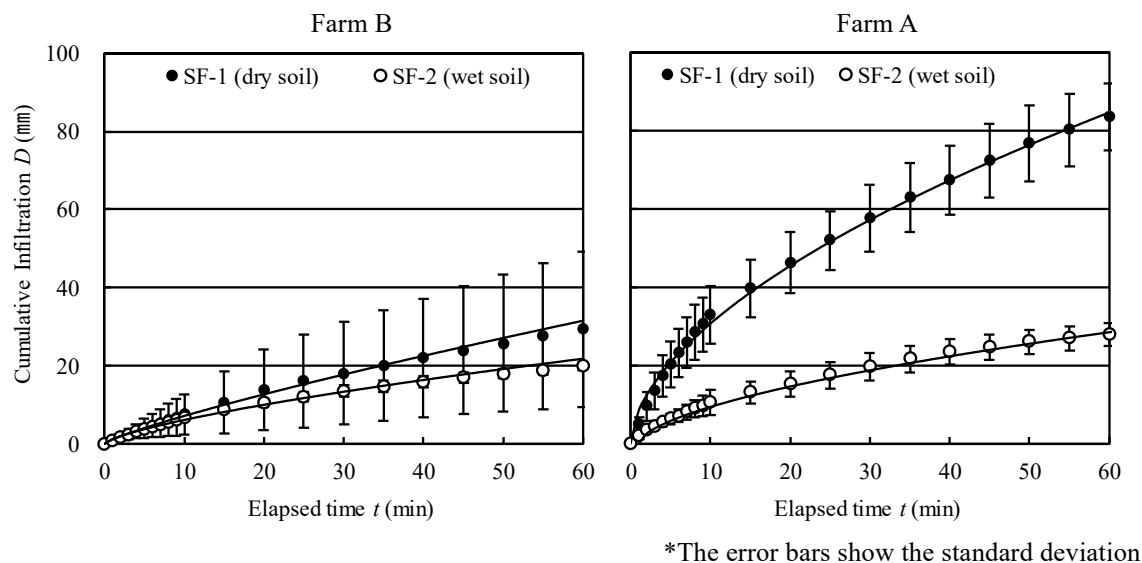 Farm B
Farm A
SF-1 (dry soil)
SF-2 (wet soil)
SF-1 (dry soil)
SF-2 (wet soil)
Cumulative Infiltration D (㎜)
100
80
60
40
20
0
0 10 20 30 40 50 60
0 10 20 30 40 50 60
Elapsed time t (min)
Elapsed time t (min)
*The error bars show the standard deviation